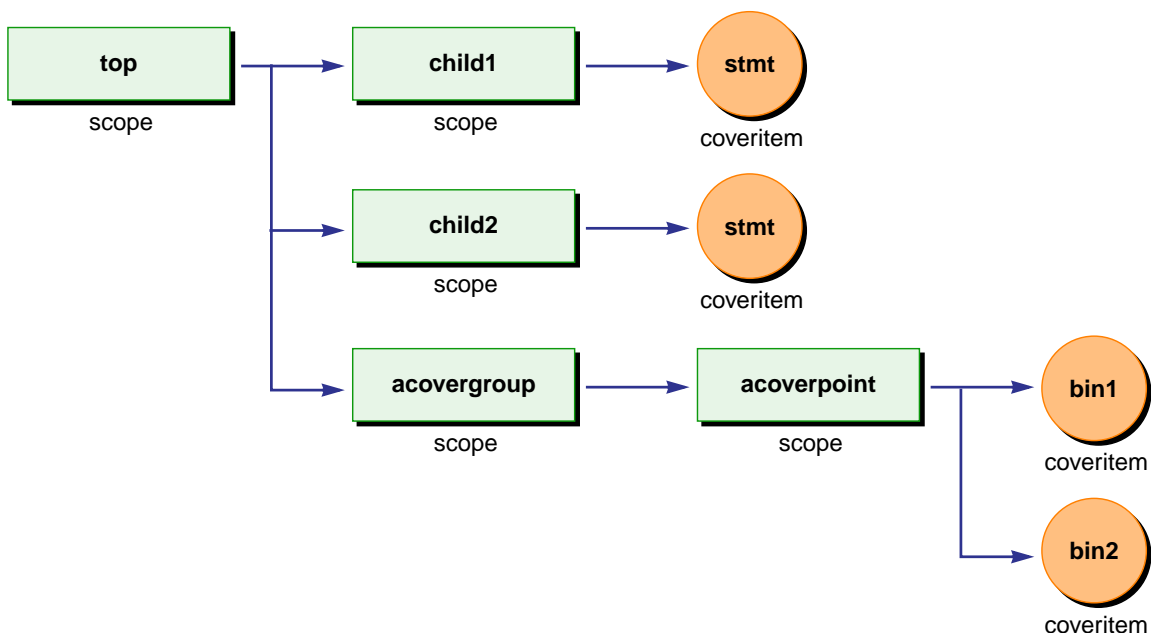 top
scope
child1
scope
stmt
coveritem
child2
scope
stmt
coveritem
acovergroup
scope
acoverpoint
scope
bin1
coveritem
bin2
coveritem